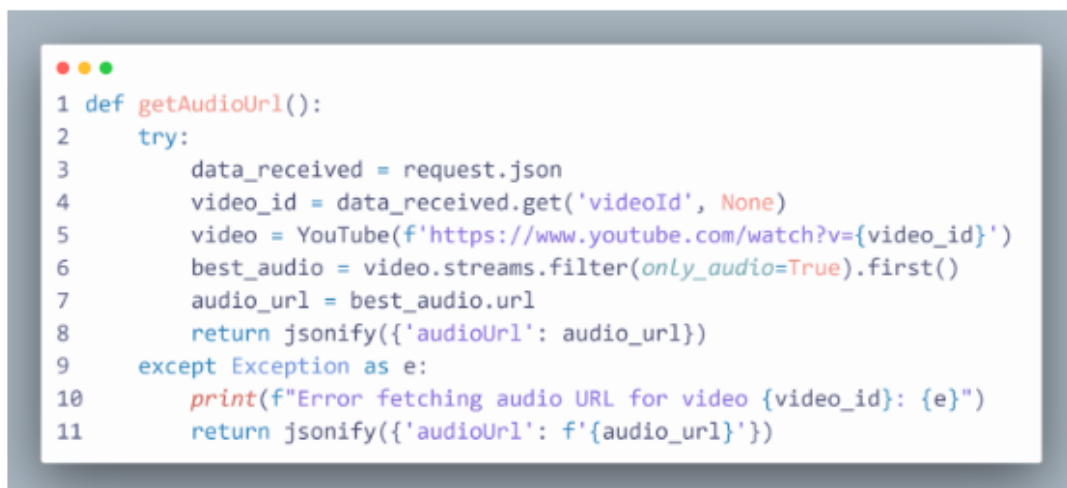 1 def getAudioUrl():
2     try:
3         data_received = request.json
4         video_id = data_received.get('videoId', None)
5         video = YouTube(f'https://www.youtube.com/watch?v={video_id}')
6         best_audio = video.streams.filter(only_audio=True).first()
7         audio_url = best_audio.url
8         return jsonify({'audioUrl': audio_url})
9     except Exception as e:
10         print(f"Error fetching audio URL for video {video_id}: {e}")
11         return jsonify({'audioUrl': f'{audio_url}'})